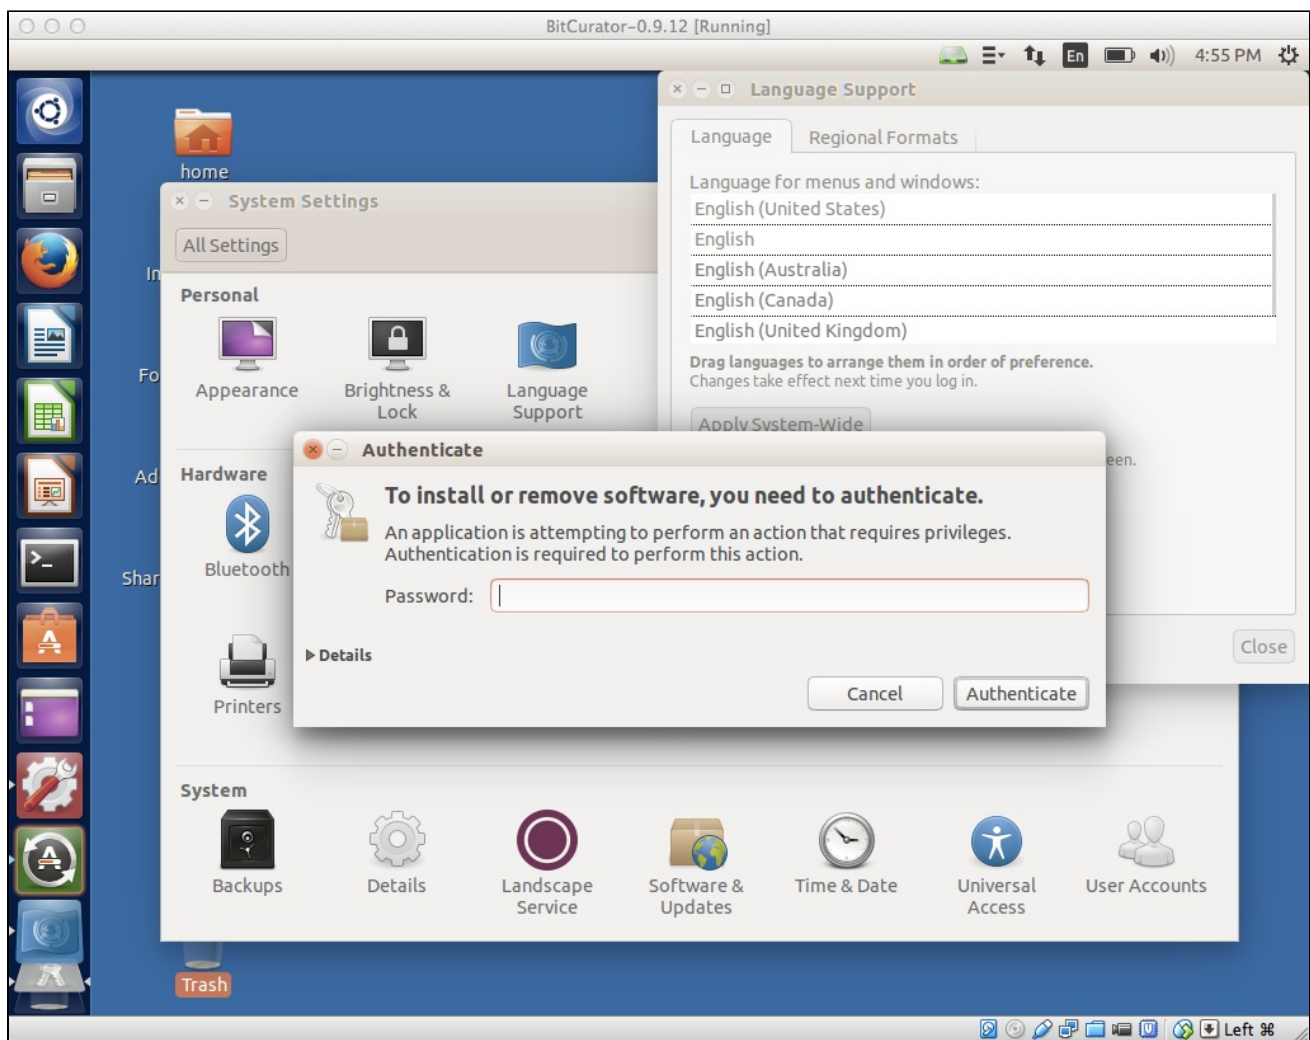 BitCurator-0.9.12 [Running]
En 4:55 PM
Language Support
Language Regional Formats
Language for menus and windows:
English (United States)
English
English (Australia)
English (Canada)
English (United Kingdom)
Drag languages to arrange them in order of preference.
Changes take effect next time you log in.
Apply System-Wide
een.
Close
home
In
Fo
Ad
Shar
System Settings
All Settings
Personal
Appearance
Brightness &
Lock
Language
Support
Hardware
Bluetooth
Printers
Authenticate
To install or remove software, you need to authenticate.
An application is attempting to perform an action that requires privileges.
Authentication is required to perform this action.
Password:
Details
Cancel Authenticate
System
Backups
Details
Landscape
Service
Software &
Updates
Time & Date
Universal
Access
User Accounts
Trash
Left ⌘